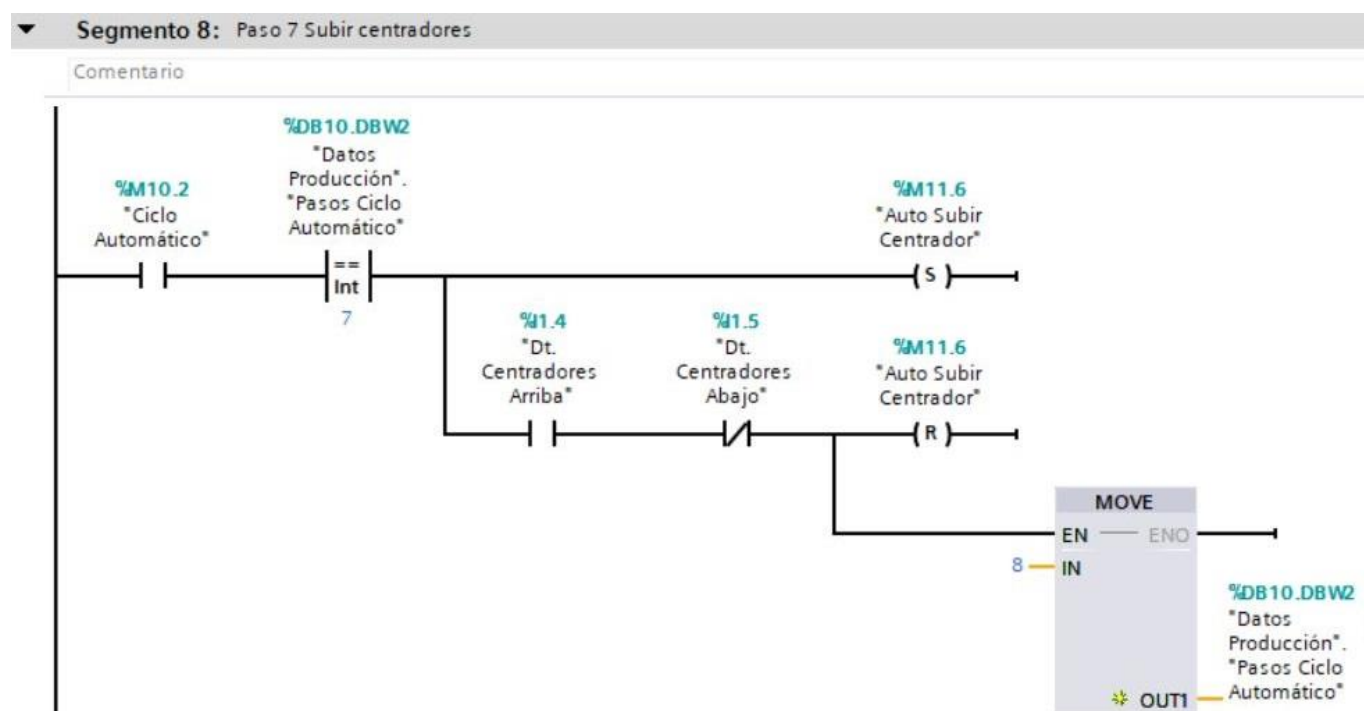 Segmento 8: Paso 7 Subir centradores
Comentario
%DB10.DBW2
"Datos
Producción".
"Pasos Ciclo
Automático"
%M10.2
"Ciclo
Automático"
==
Int
7
%M11.6
"Auto Subir
Centrador"
S
%I1.4
"Dt.
Centradores
Arriba"
%I1.5
"Dt.
Centradores
Abajo"
%M11.6
"Auto Subir
Centrador"
R
MOVE
EN ENO
8 IN
%DB10.DBW2
"Datos
Producción".
"Pasos Ciclo
Automático"
OUT1